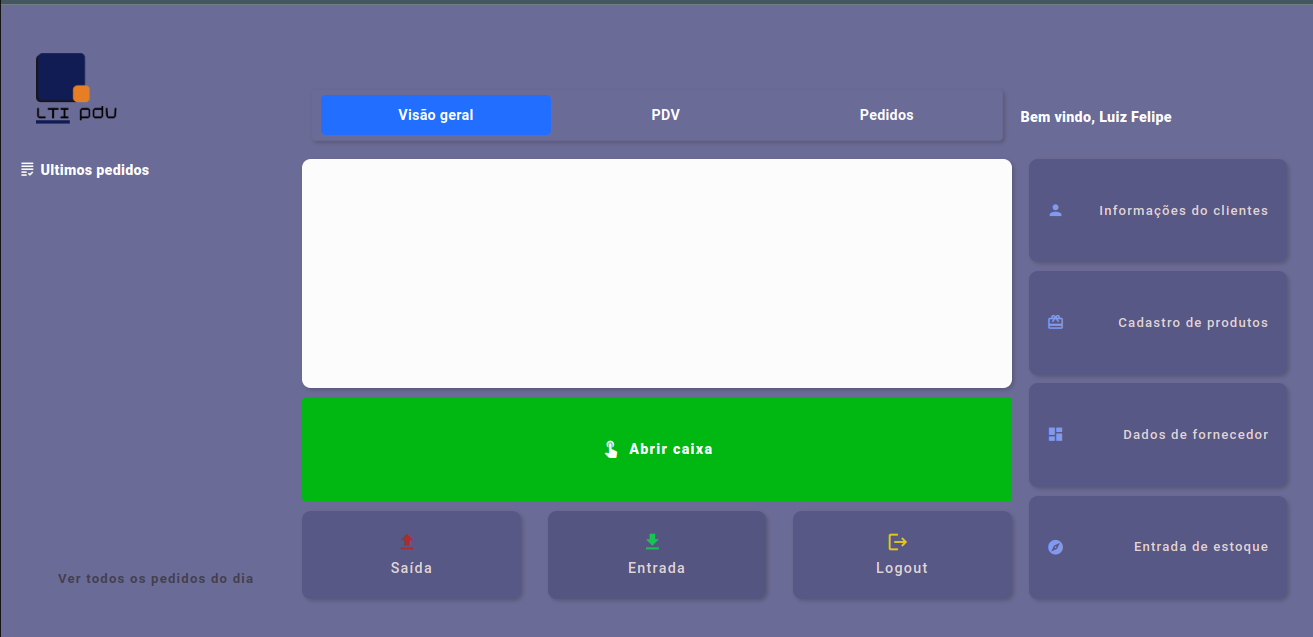 LTI pdu
Visão geral
PDV
Pedidos
Bem vindo, Luiz Felipe
Ultimos pedidos
Informações do clientes
Cadastro de produtos
Dados de fornecedor
Entrada de estoque
Abrir caixa
Saída
Entrada
Logout
Ver todos os pedidos do dia